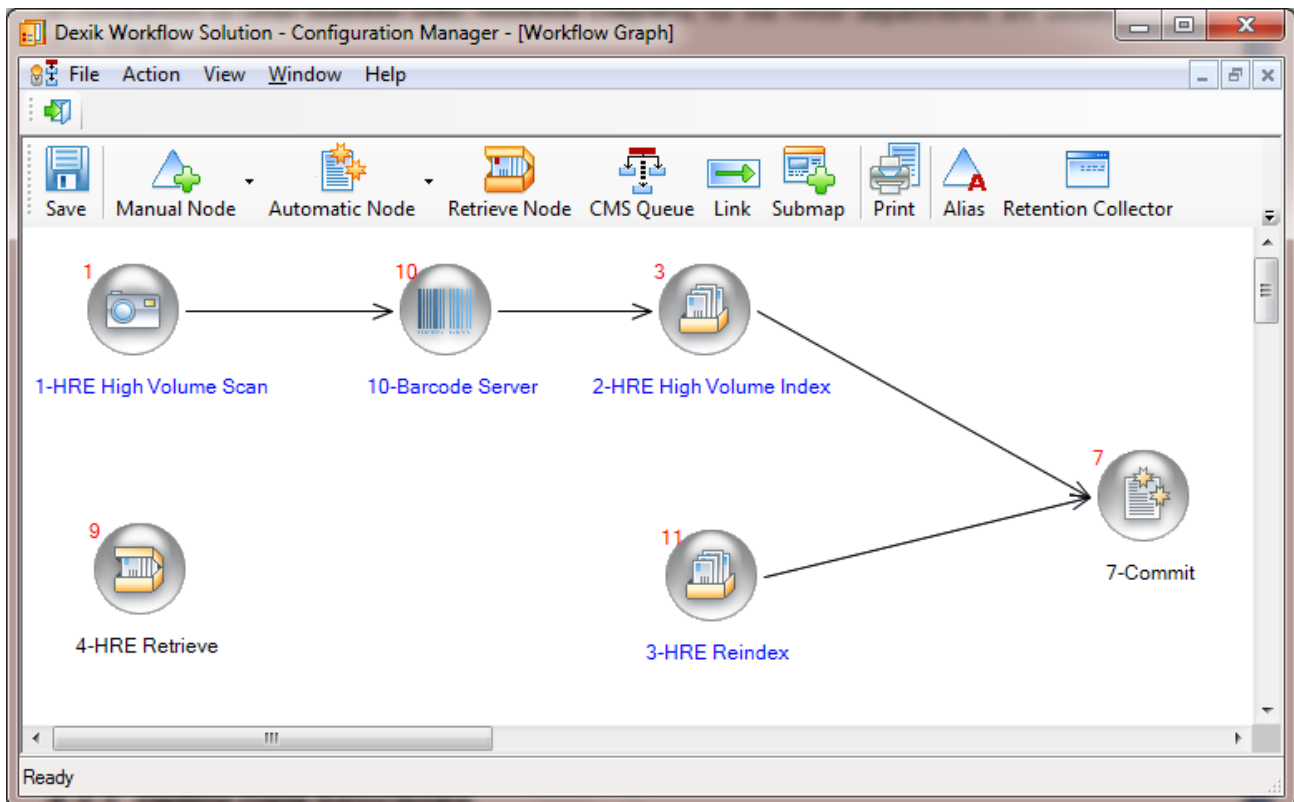 Dexik Workflow Solution - Configuration Manager - [Workflow Graph]
File Action View Window Help
Save Manual Node Automatic Node Retrieve Node CMS Queue Link Submap Print Alias Retention Collector
1 10 3
1-HRE High Volume Scan 10-Barcode Server 2-HRE High Volume Index
7
7-Commit
9 11
4-HRE Retrieve 3-HRE Reindex
Ready